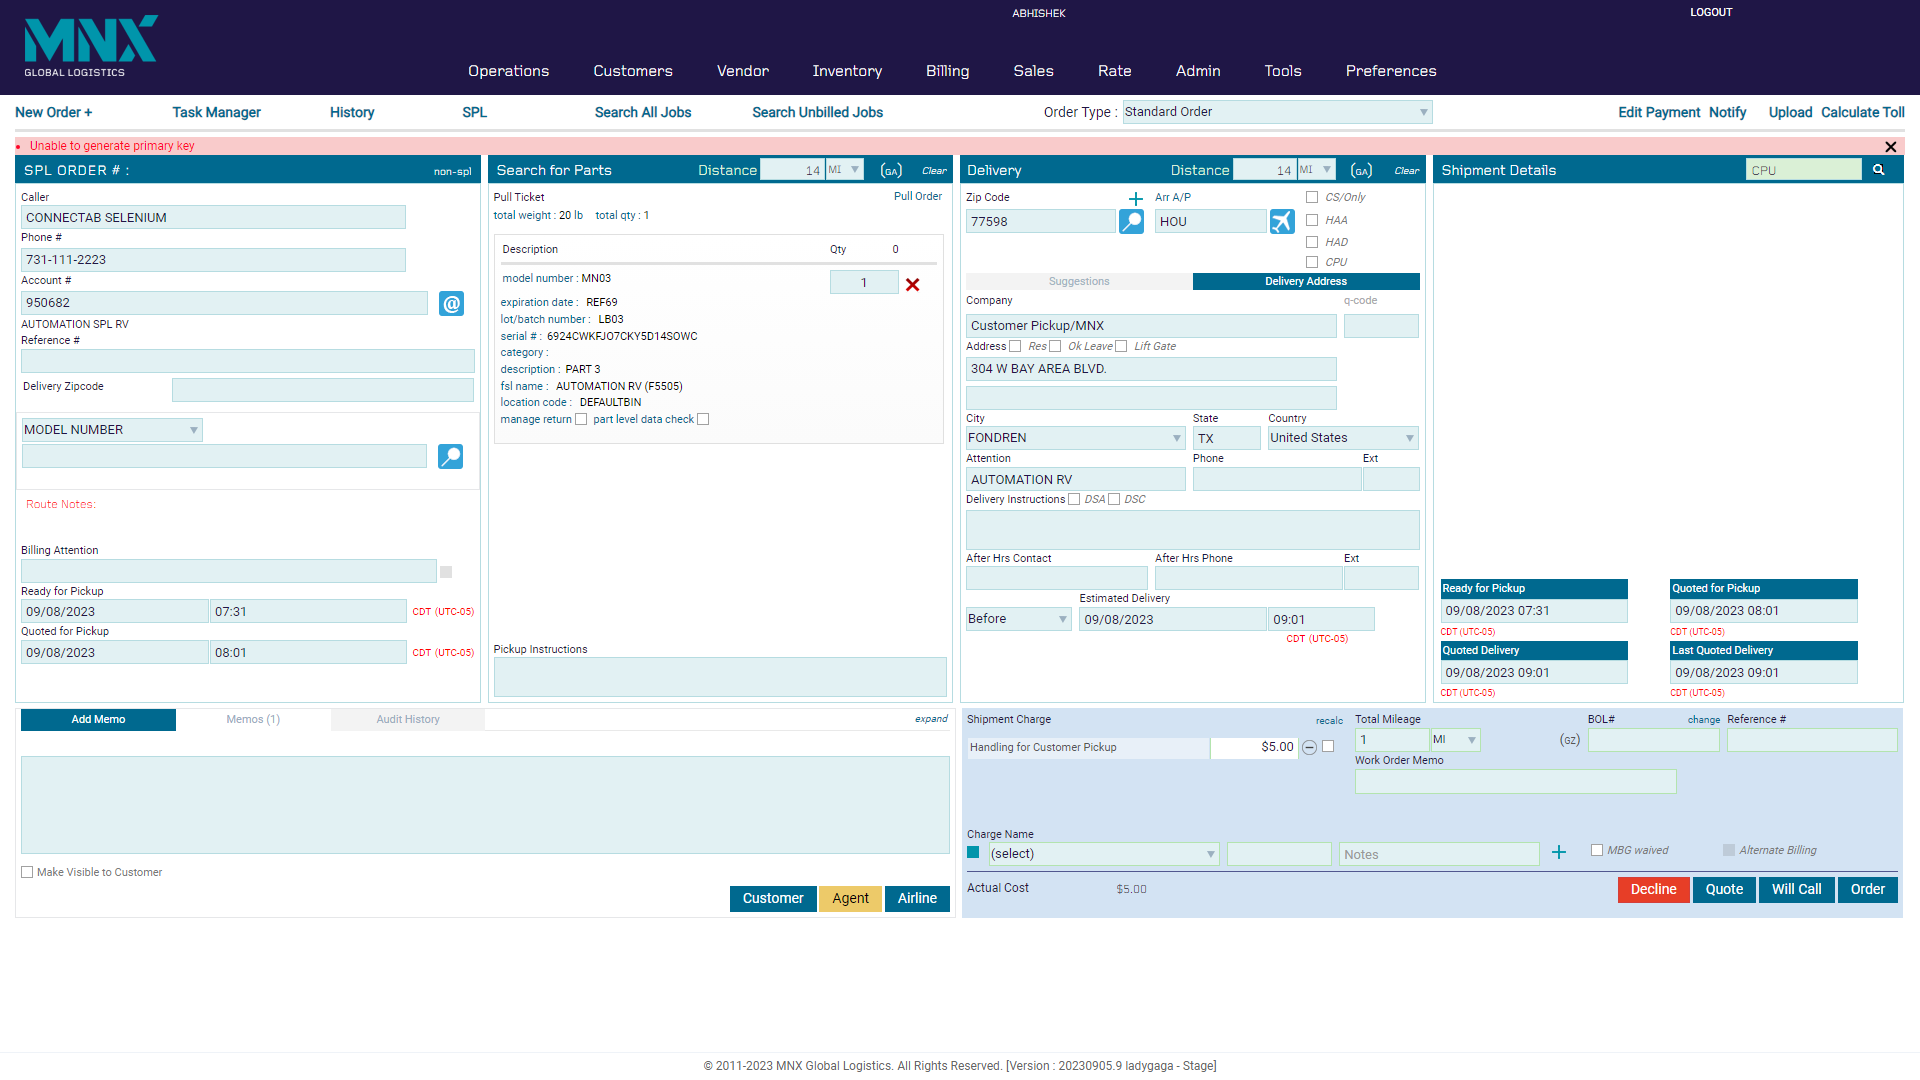 MNX
GLOBAL LOGISTICS
ABHISHEK
LOGOUT
Operations Customers Vendor Inventory Billing Sales Rate Admin Tools Preferences
New Order + Task Manager History SPL Search All Jobs Search Unbilled Jobs Order Type : Standard Order Edit Payment Notify Upload Calculate Toll
Unable to generate primary key
SPL ORDER # : non-spl
Caller
CONNECTAB SELENIUM
Phone #
731-111-2223
Account #
950682
@
AUTOMATION SPL RV
Reference #
Delivery Zipcode
MODEL NUMBER
Route Notes:
Billing Attention
Ready for Pickup
09/08/2023 07:31 CDT (UTC-05)
Quoted for Pickup
09/08/2023 08:01 CDT (UTC-05)
Search for Parts Distance 14 MI (GA) Clear
Pull Ticket Pull Order
total weight : 20 lb total qty : 1
Description Qty 0
model number : MN03 1
expiration date : REF69
lot/batch number : LB03
serial # : 6924CWKFJO7CKY5D14SOWC
category :
description : PART 3
fsl name : AUTOMATION RV (F5505)
location code : DEFAULTBIN
manage return part level data check
Pickup Instructions
Delivery Distance 14 MI (GA) Clear
Zip Code Arr A/P CS/Only
77598 HOU HAA
HAD
CPU
Suggestions Delivery Address
Company q-code
Customer Pickup/MNX
Address Res Ok Leave Lift Gate
304 W BAY AREA BLVD.
City State Country
FONDREN TX United States
Attention Phone Ext
AUTOMATION RV
Delivery Instructions DSA DSC
After Hrs Contact After Hrs Phone Ext
Estimated Delivery
Before 09/08/2023 09:01
CDT (UTC-05)
Shipment Details CPU
Ready for Pickup Quoted for Pickup
09/08/2023 07:31 09/08/2023 08:01
CDT (UTC-05) CDT (UTC-05)
Quoted Delivery Last Quoted Delivery
09/08/2023 09:01 09/08/2023 09:01
CDT (UTC-05) CDT (UTC-05)
Add Memo Memos (1) Audit History expand
Make Visible to Customer
Customer Agent Airline
Shipment Charge recalc Total Mileage BOL# change Reference #
Handling for Customer Pickup $5.00 1 MI (GZ)
Work Order Memo
Charge Name
(select) Notes MBG waived Alternate Billing
Actual Cost $5.00 Decline Quote Will Call Order
© 2011-2023 MNX Global Logistics. All Rights Reserved. [Version : 20230905.9 ladygaga - Stage]